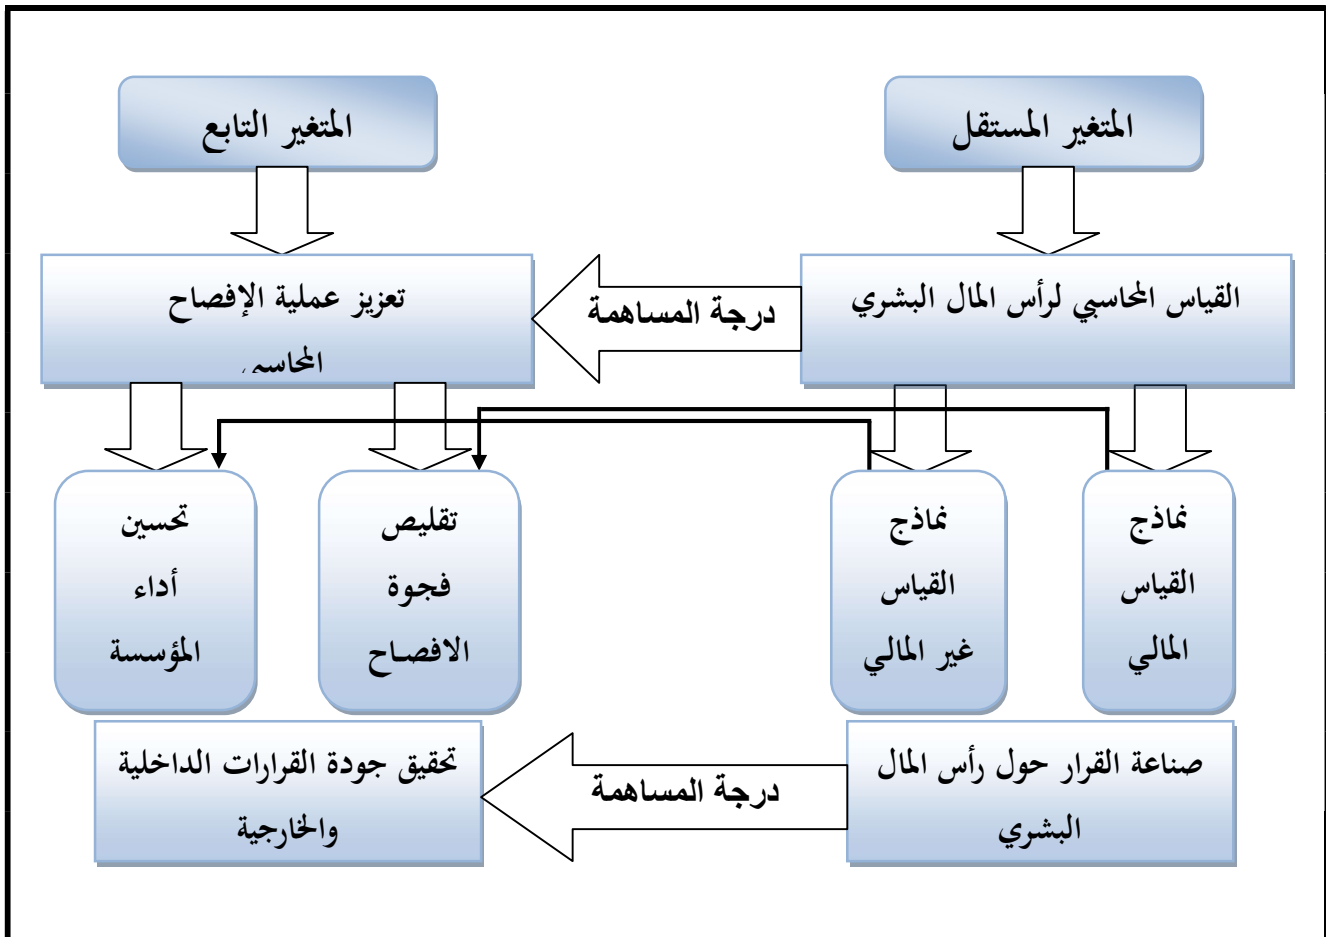 المتغير المستقل
المتغير التابع
القياس المحاسبي لرأس المال البشري
درجة المساهمة
تعزيز عملية الإفصاح
المحاسبي
نماذج
القياس
المالي
نماذج
القياس
غير المالي
تقليص
فجوة
الافصاح
تحسين
أداء
المؤسسة
صناعة القرار حول رأس المال
البشري
درجة المساهمة
تحقيق جودة القرارات الداخلية
والخارجية